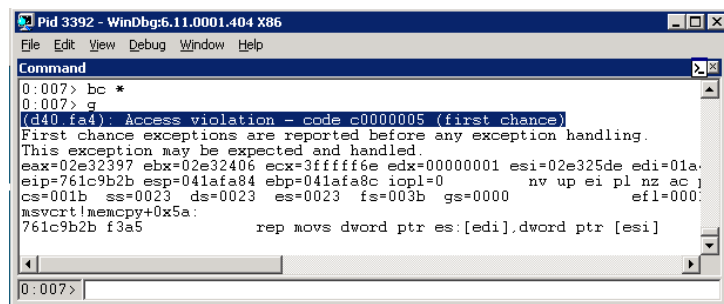 Pid 3392 - WinDbg:6.11.0001.404 X86
File Edit View Debug Window Help
Command
0:007> bc *
0:007> g
(d40.fa4): Access violation - code c0000005 (first chance)
First chance exceptions are reported before any exception handling.
This exception may be expected and handled.
eax=02e32397 ebx=02e32406 ecx=3fffff6e edx=00000001 esi=02e325de edi=01a
eip=761c9b2b esp=041afa84 ebp=041afa8c iopl=0 nv up ei pl nz ac
cs=001b ss=0023 ds=0023 es=0023 fs=003b gs=0000 efl=000
msvcrt!memcpy+0x5a:
761c9b2b f3a5 rep movs dword ptr es:[edi],dword ptr [esi]
0:007>